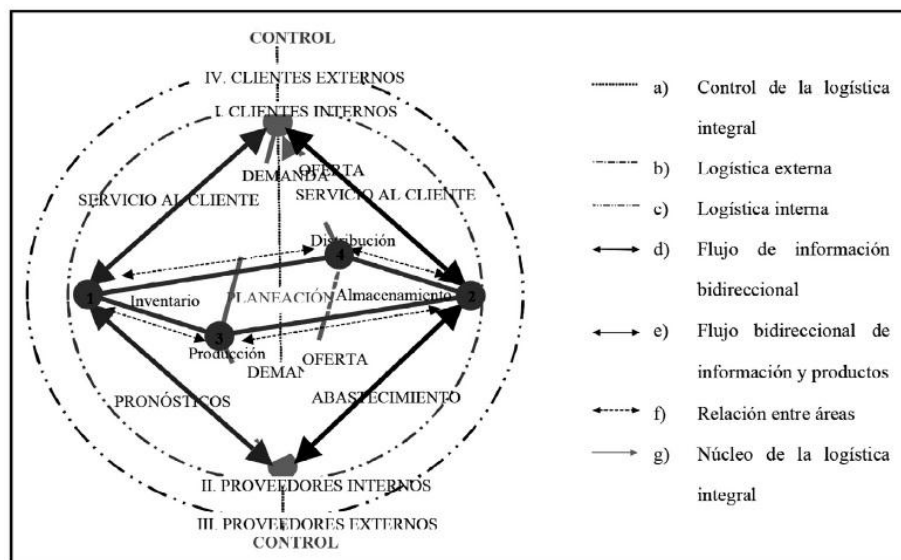 CONTROL
IV. CLIENTES EXTERNOS
I. CLIENTES INTERNOS
OFERTA
DEMANDA
SERVICIO AL CLIENTE
SERVICIO AL CLIENTE
Distribución
4
1
Inventario
PLANEACIÓN
Almacenamiento
2
3
Producción
OFERTA
DEMAN
PRONÓSTICOS
ABASTECIMIENTO
II. PROVEEDORES INTERNOS
III. PROVEEDORES EXTERNOS
CONTROL
a) Control de la logística
integral
b) Logística externa
c) Logística interna
d) Flujo de información
bidireccional
e) Flujo bidireccional de
información y productos
f) Relación entre áreas
g) Núcleo de la logística
integral